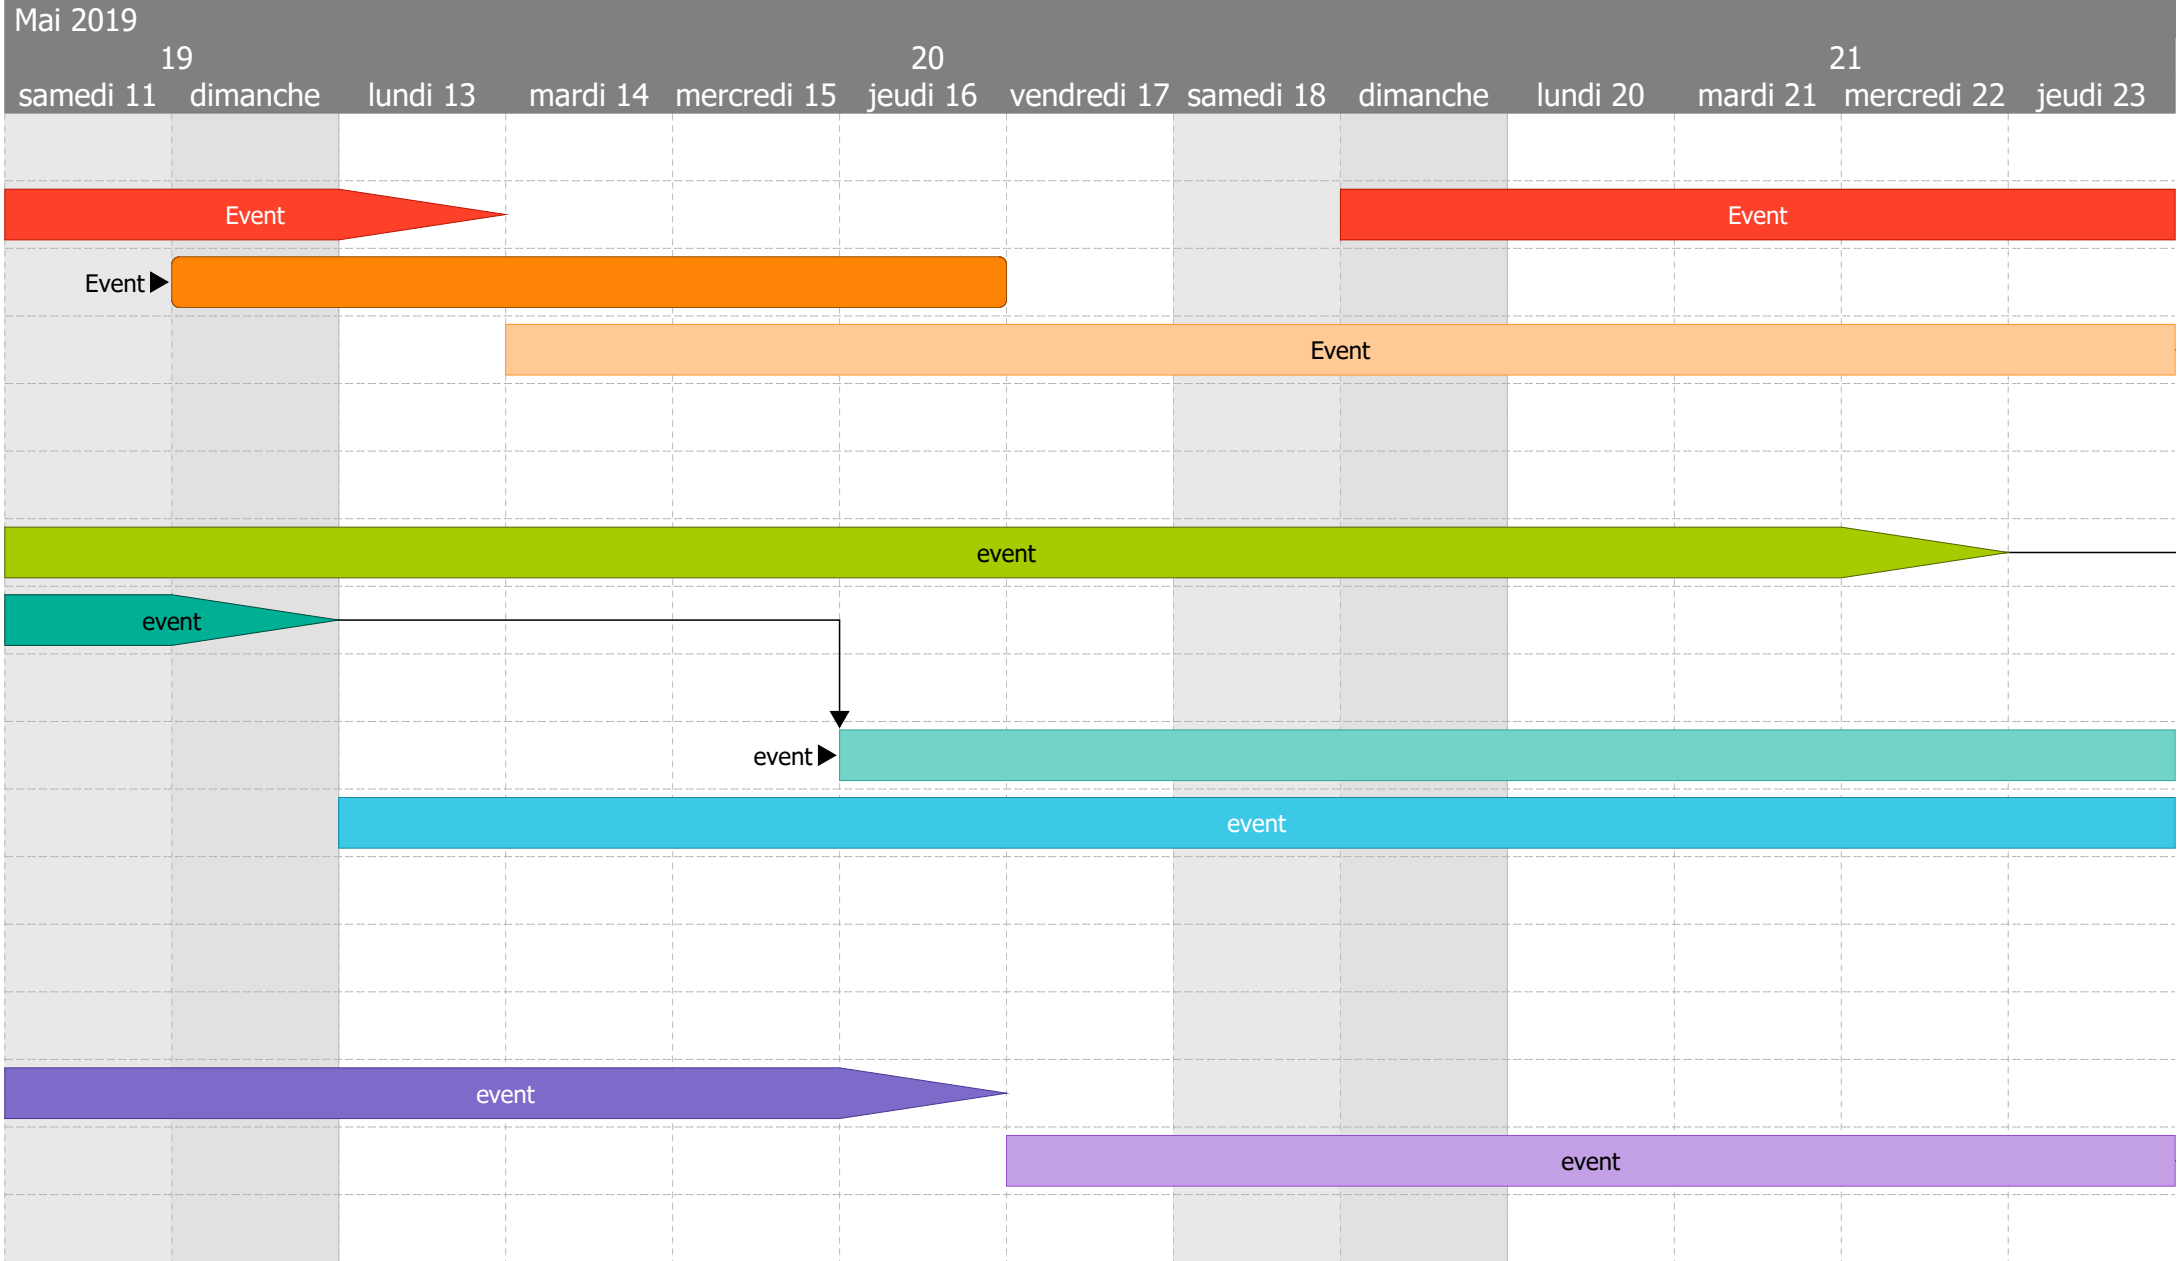 Mai 2019
19 20 21
samedi 11 dimanche lundi 13 mardi 14 mercredi 15 jeudi 16 vendredi 17 samedi 18 dimanche lundi 20 mardi 21 mercredi 22 jeudi 23
Event Event
Event
Event
event
event
event
event
event
event